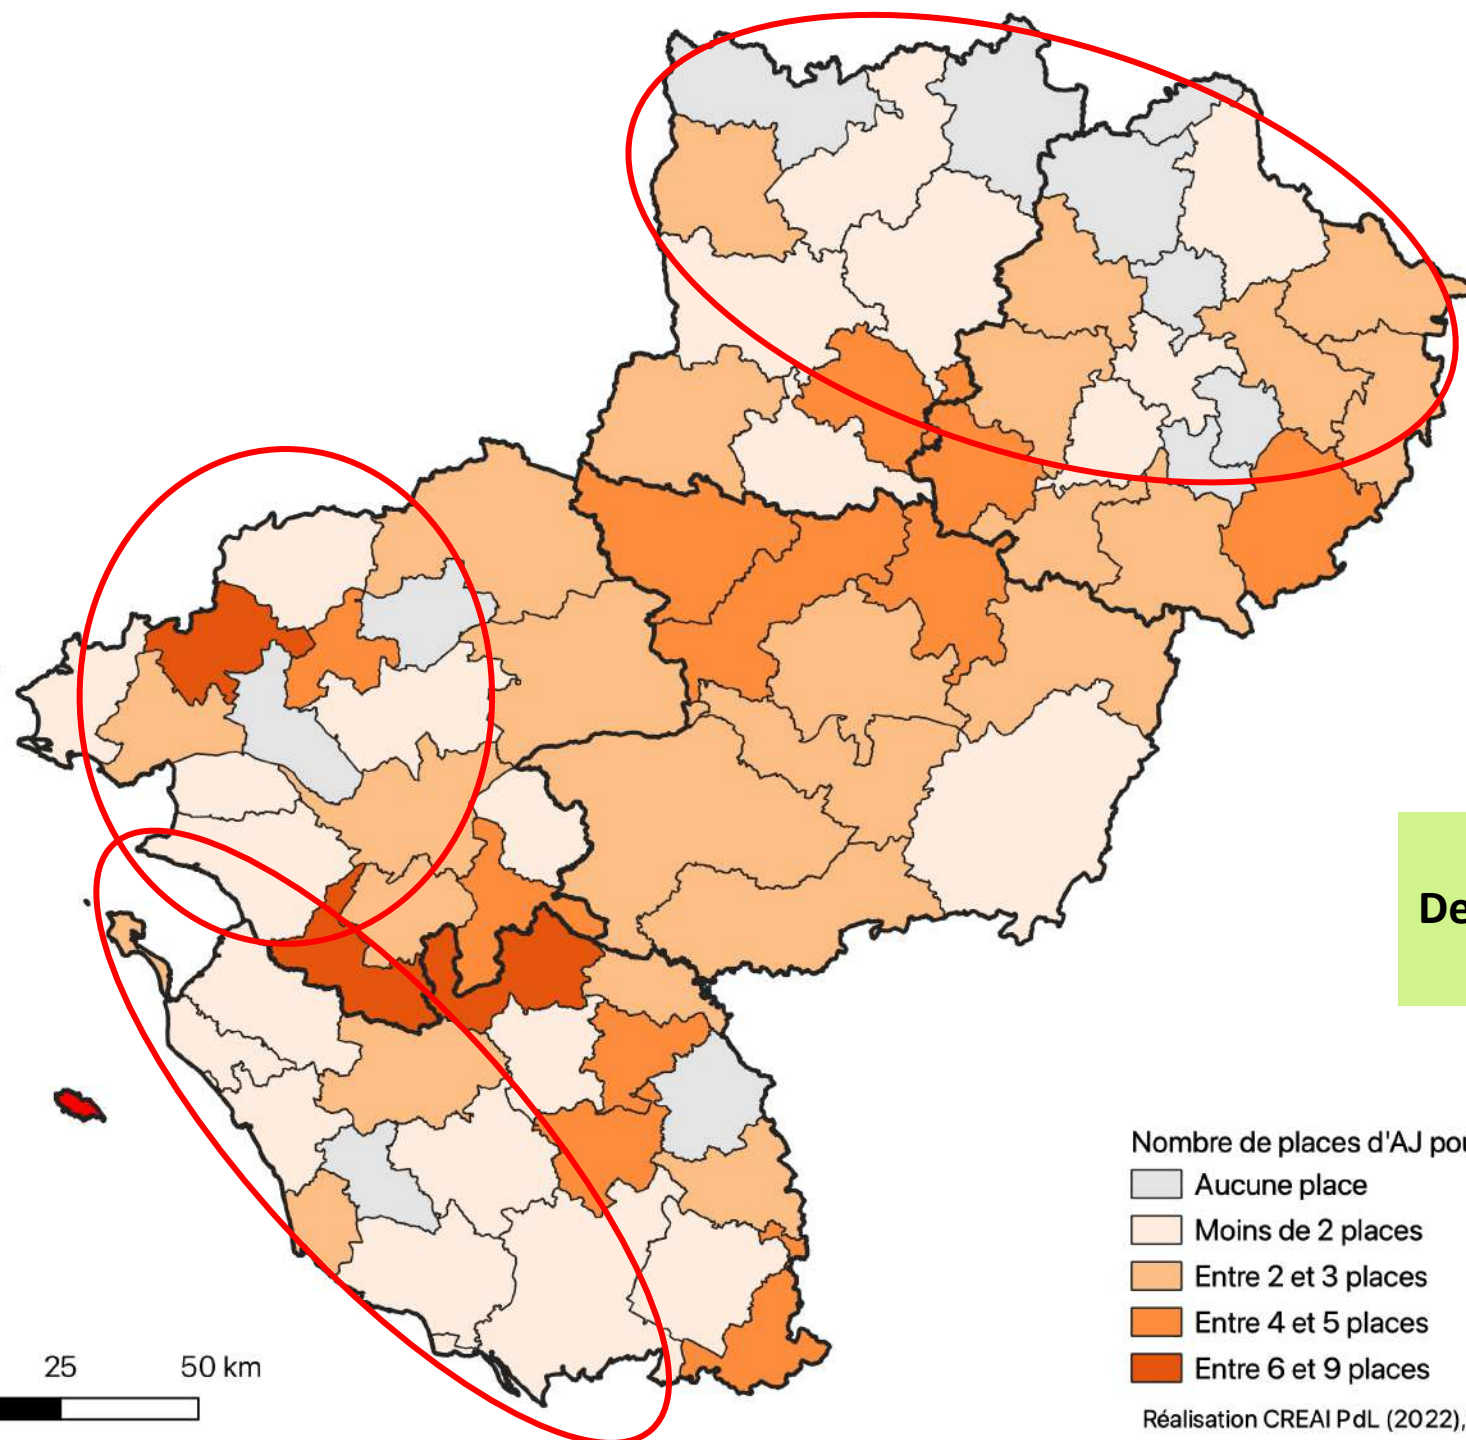 De
Nombre de places d'AJ pou
Aucune place
Moins de 2 places
Entre 2 et 3 places
Entre 4 et 5 places
Entre 6 et 9 places
25 50 km
Réalisation CREAI PdL (2022),